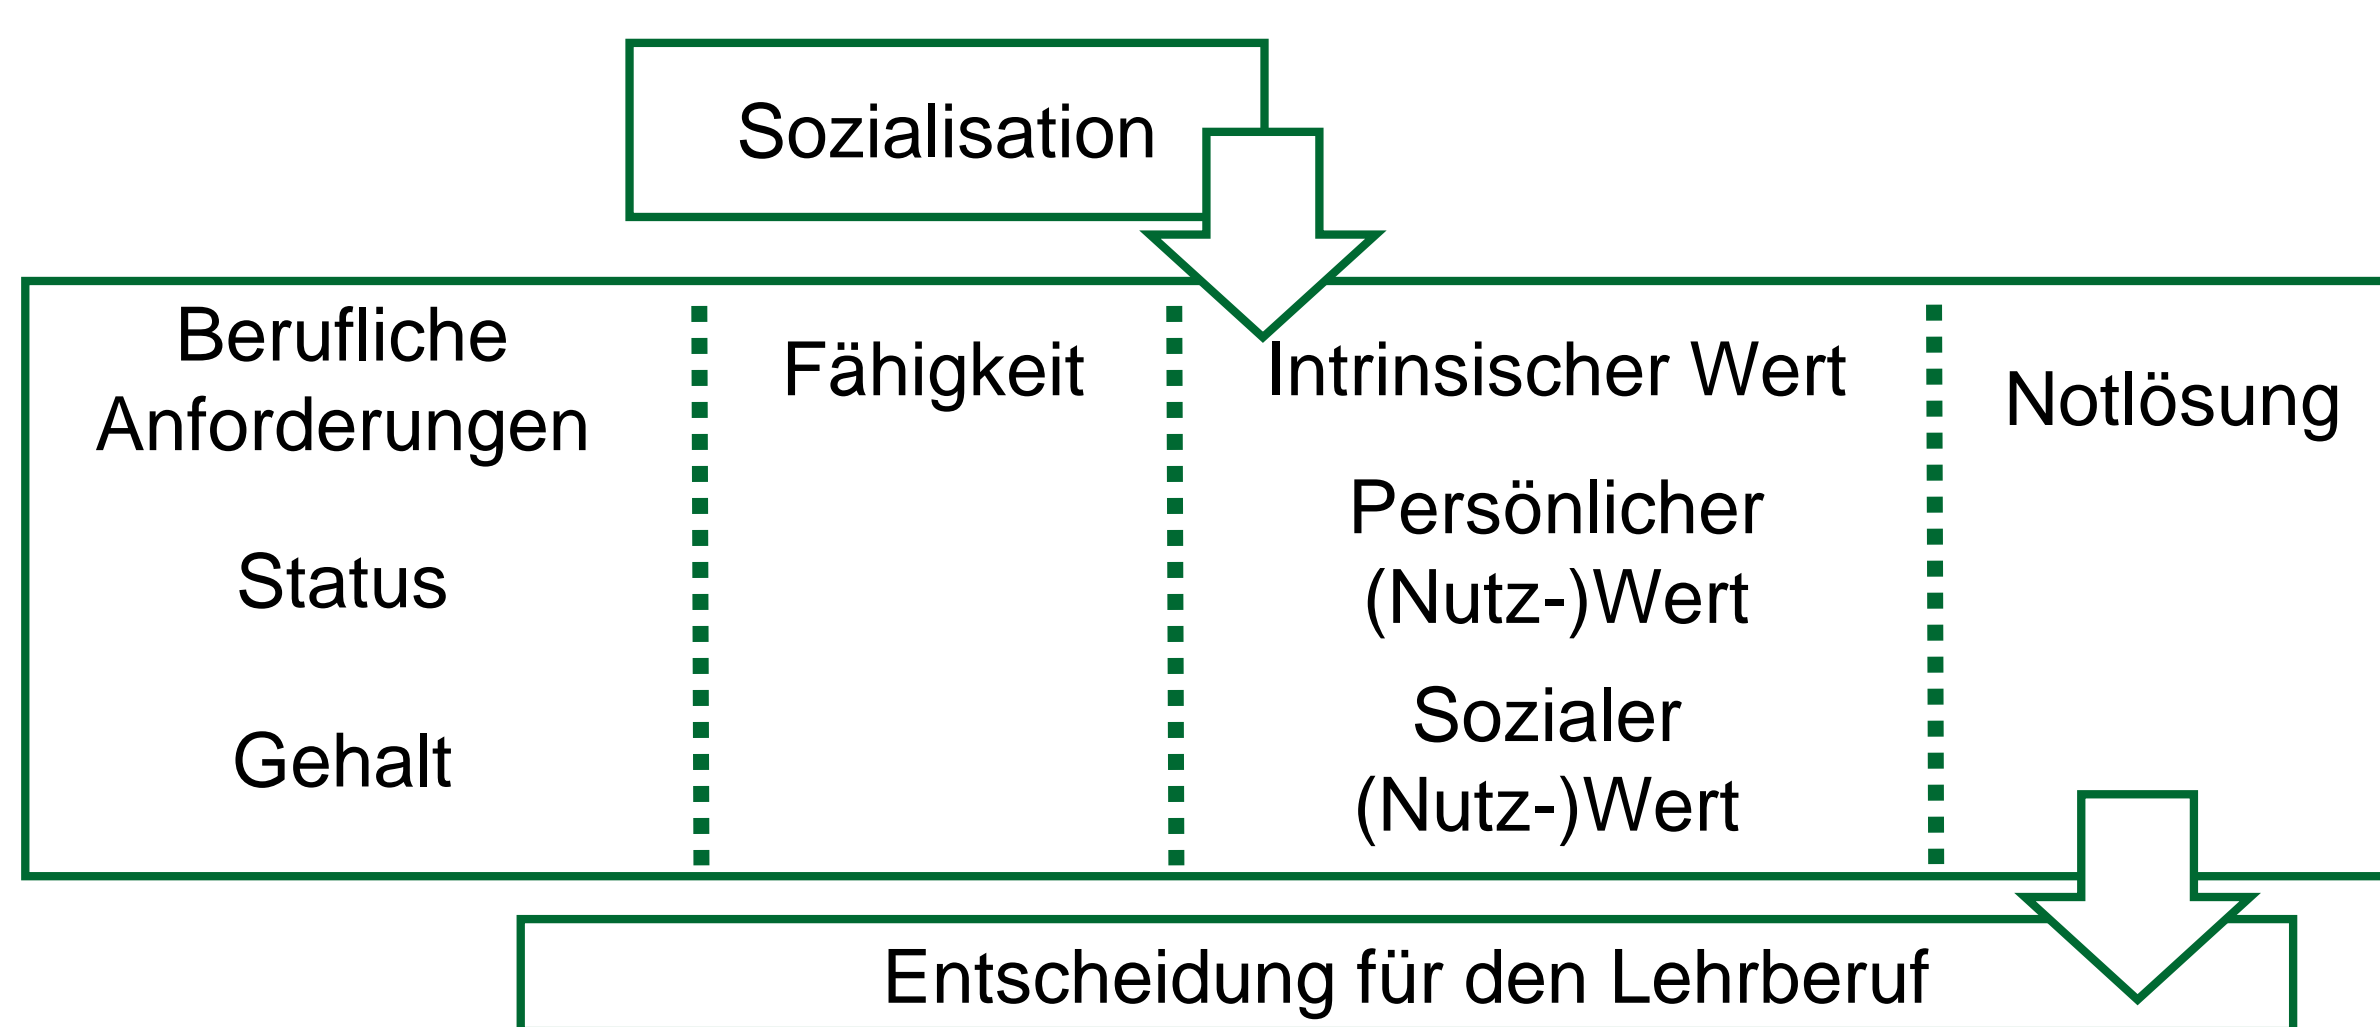 Sozialisation
Berufliche
Anforderungen
Status
Gehalt
Fähigkeit
Intrinsischer Wert
Persönlicher
(Nutz-)Wert
Sozialer
(Nutz-)Wert
Notlösung
Entscheidung für den Lehrberuf